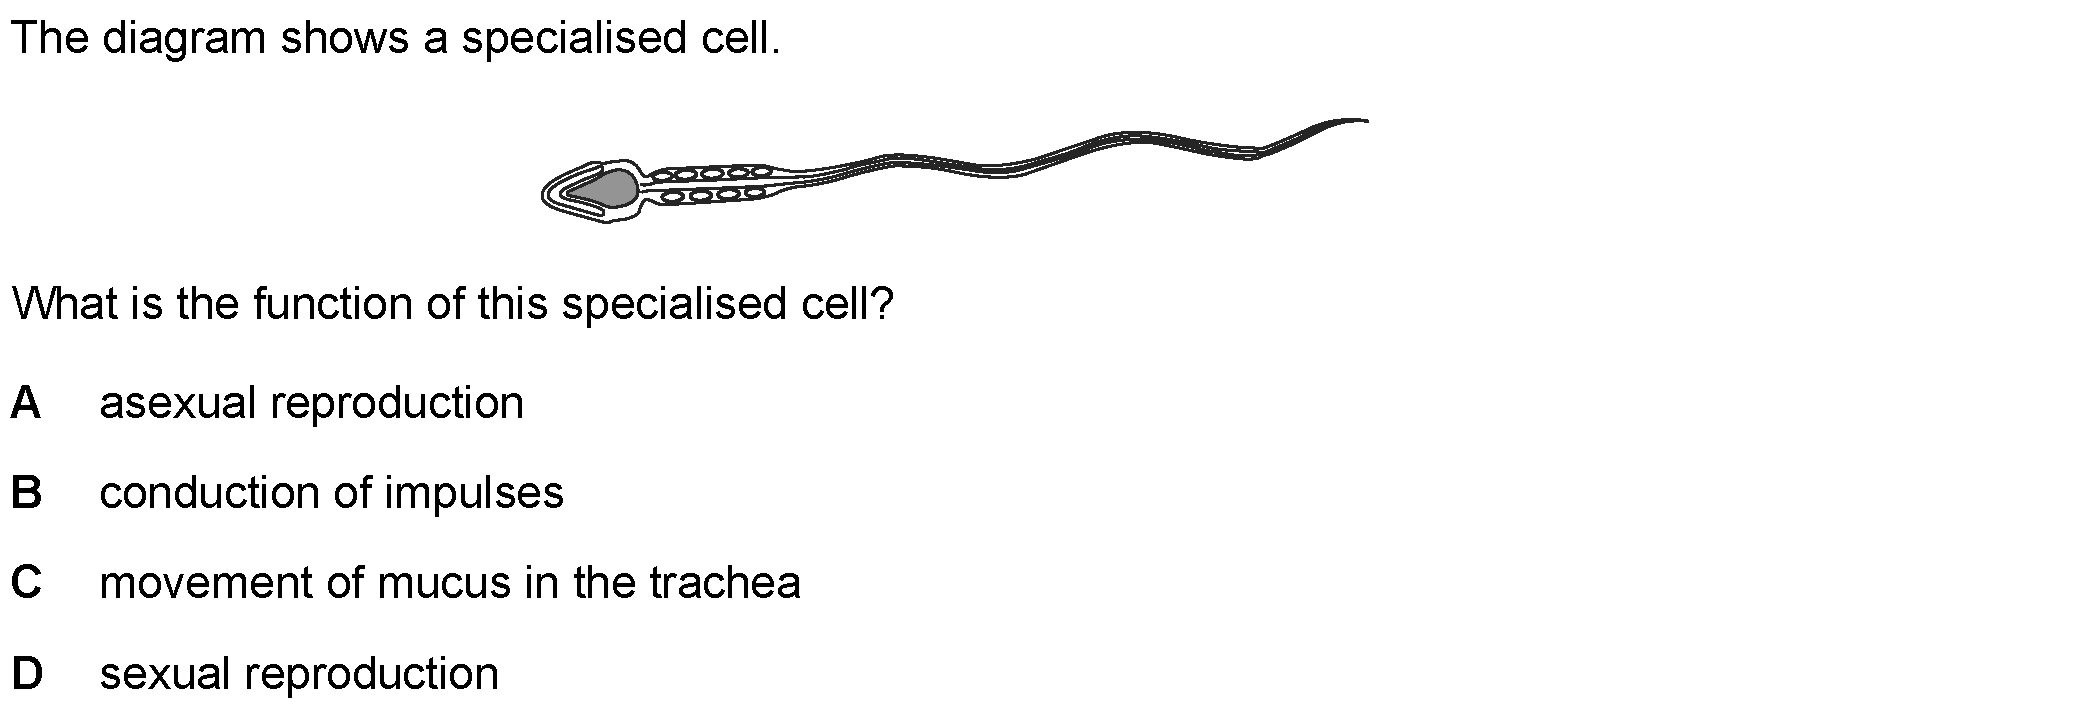 The diagram shows a specialised cell.
What is the function of this specialised cell?
A asexual reproduction
B conduction of impulses
C movement of mucus in the trachea
D sexual reproduction